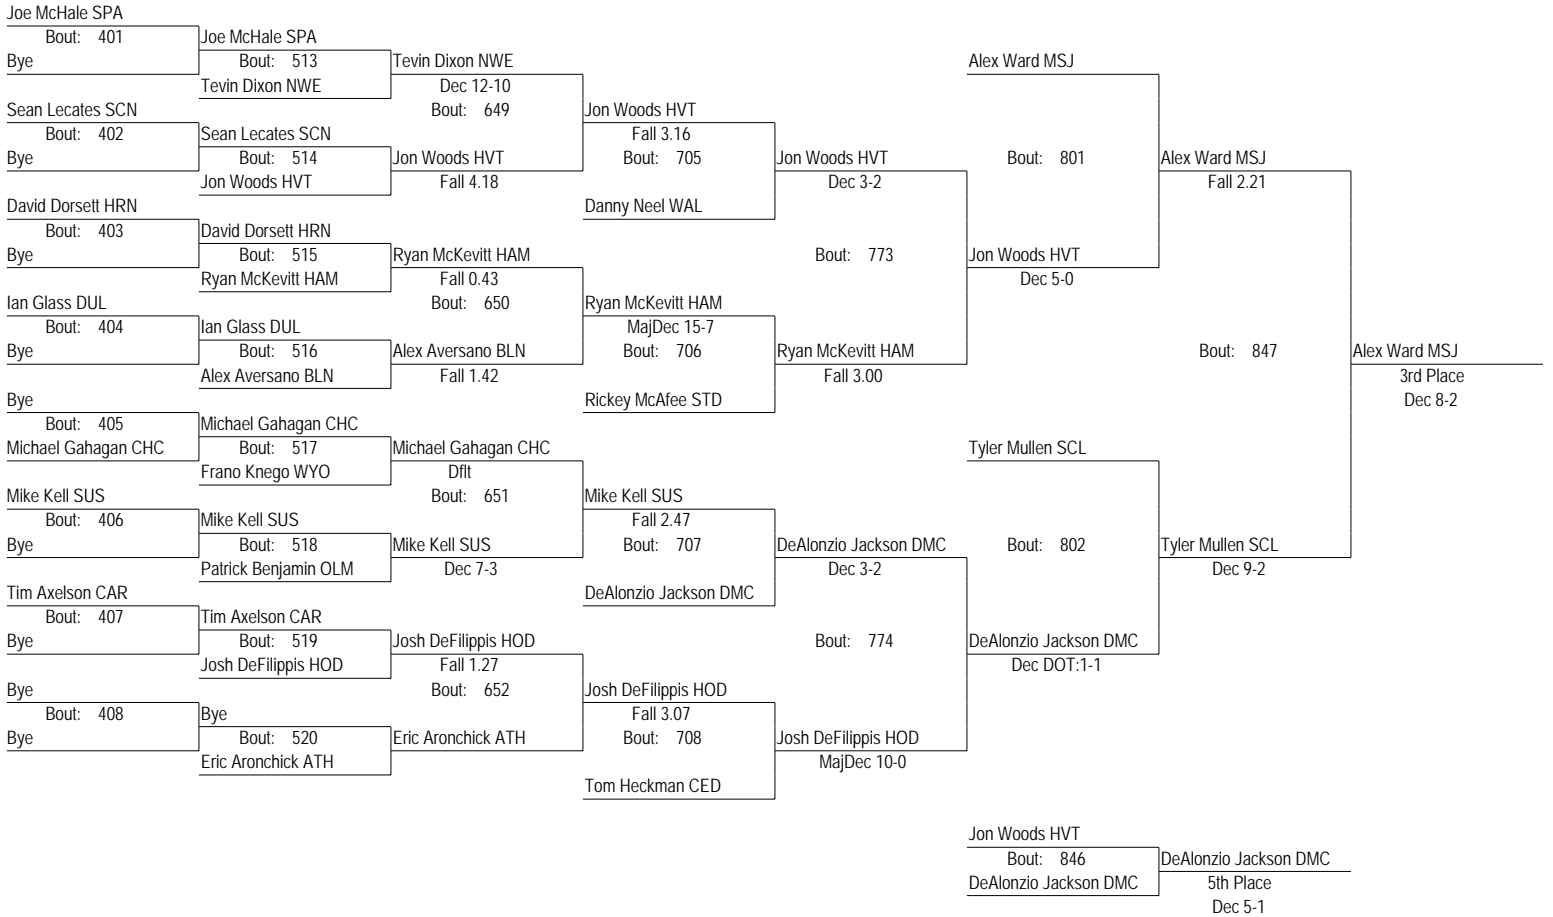 Joe McHale SPA
Bout: 401
Bye
Sean Lecates SCN
Bout: 402
Bye
David Dorsett HRN
Bout: 403
Bye
Ian Glass DUL
Bout: 404
Bye
Bye
Bout: 405
Michael Gahagan CHC
Mike Kell SUS
Bout: 406
Bye
Tim Axelson CAR
Bout: 407
Bye
Bye
Bout: 408
Bye
Joe McHale SPA
Bout: 513
Tevin Dixon NWE
Sean Lecates SCN
Bout: 514
Jon Woods HVT
David Dorsett HRN
Bout: 515
Ryan McKevitt HAM
Ian Glass DUL
Bout: 516
Alex Aversano BLN
Michael Gahagan CHC
Bout: 517
Frano Knego WYO
Mike Kell SUS
Bout: 518
Patrick Benjamin OLM
Tim Axelson CAR
Bout: 519
Josh DeFilippis HOD
Bye
Bout: 520
Eric Aronchick ATH
Tevin Dixon NWE
Dec 12-10
Bout: 649
Jon Woods HVT
Fall 4.18
Ryan McKevitt HAM
Fall 0.43
Bout: 650
Alex Aversano BLN
Fall 1.42
Michael Gahagan CHC
Dflt
Bout: 651
Mike Kell SUS
Dec 7-3
Josh DeFilippis HOD
Fall 1.27
Bout: 652
Eric Aronchick ATH
Jon Woods HVT
Fall 3.16
Bout: 705
Danny Neel WAL
Ryan McKevitt HAM
MajDec 15-7
Bout: 706
Rickey McAfee STD
Mike Kell SUS
Fall 2.47
Bout: 707
DeAlonzio Jackson DMC
Josh DeFilippis HOD
Fall 3.07
Bout: 708
Tom Heckman CED
Jon Woods HVT
Dec 3-2
Bout: 773
Ryan McKevitt HAM
Fall 3.00
DeAlonzio Jackson DMC
Dec 3-2
Bout: 774
Josh DeFilippis HOD
MajDec 10-0
Alex Ward MSJ
Bout: 801
Jon Woods HVT
Dec 5-0
Tyler Mullen SCL
Bout: 802
DeAlonzio Jackson DMC
Dec DOT:1-1
Alex Ward MSJ
Fall 2.21
Bout: 847
Tyler Mullen SCL
Dec 9-2
Alex Ward MSJ
3rd Place
Dec 8-2
Jon Woods HVT
Bout: 846
DeAlonzio Jackson DMC
DeAlonzio Jackson DMC
5th Place
Dec 5-1